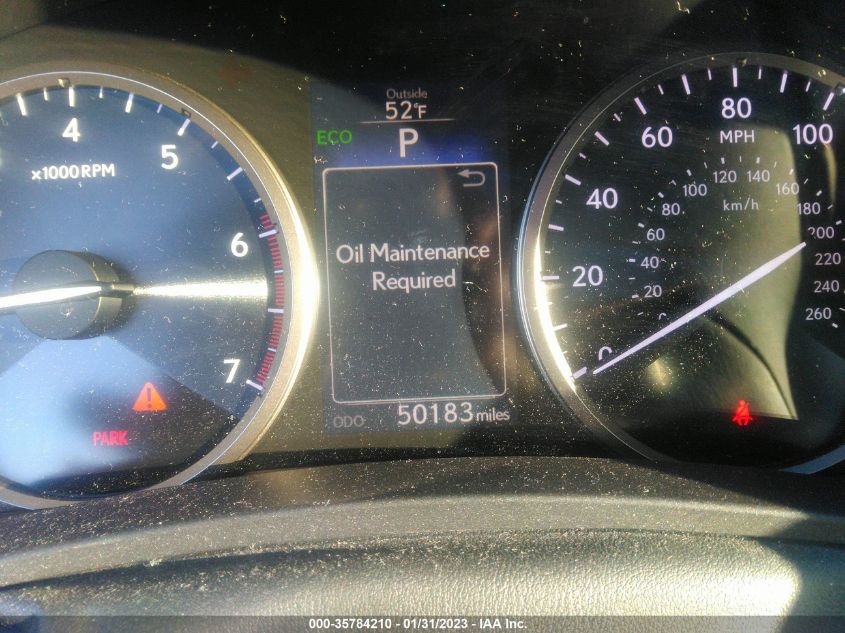 Outside
52°F
ECO
P
Oil Maintenance
Required
ODO 50183 miles
4
5
6
7
x1000RPM
PARK
0
20
40
60
80
100
MPH
km/h
0
20
40
60
80
100
120
140
160
180
200
220
240
260
000-35784210 - 01/31/2023 - IAA Inc.